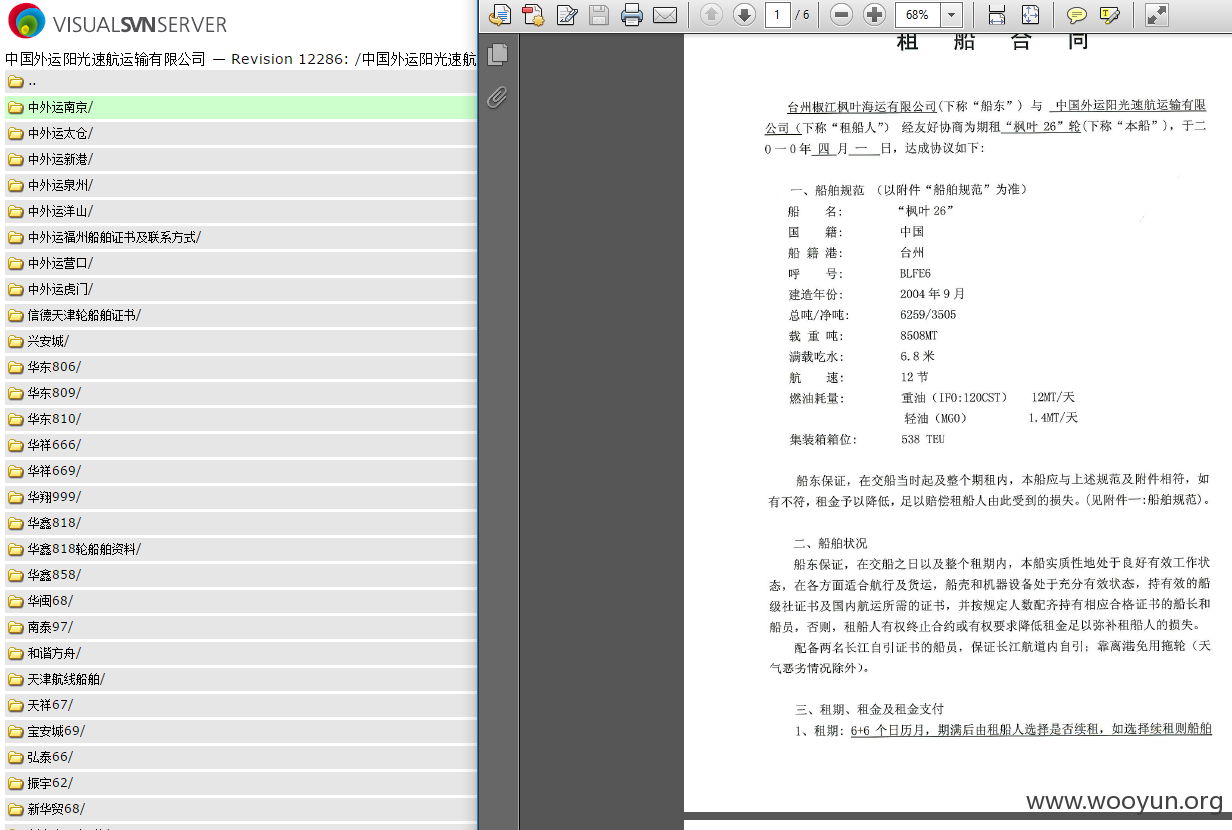 VISUALSVNSERVER
中国外运阳光速航运输有限公司 — Revision 12286: /中国外运阳光速航
..
中外运南京/
中外运太仓/
中外运新港/
中外运泉州/
中外运洋山/
中外运福州船舶证书及联系方式/
中外运营口/
中外运虎门/
信德天津轮船舶证书/
兴安城/
华东806/
华东809/
华东810/
华祥666/
华祥669/
华翔999/
华鑫818/
华鑫818轮船舶资料/
华鑫858/
华闽68/
南泰97/
和谐方舟/
天津航线船舶/
天祥67/
宝安城69/
弘泰66/
振宇62/
新华贸68/
1 / 6 68%
租 船 合 同
台州椒江枫叶海运有限公司(下称“船东”) 与 中国外运阳光速航运输有限
公司（下称“租船人”） 经友好协商为期租“枫叶 26”轮(下称“本船”)，于二
0 一 0 年 四 月 一 日，达成协议如下:
一、船舶规范 （以附件“船舶规范”为准）
船 名: “枫叶 26”
国 籍: 中国
船 籍 港: 台州
呼 号: BLFE6
建造年份: 2004 年 9 月
总吨/净吨: 6259/3505
载 重 吨: 8508MT
满载吃水: 6.8 米
航 速: 12 节
燃油耗量: 重油（IFO:120CST） 12MT/天
轻油（MGO） 1.4MT/天
集装箱箱位: 538 TEU
船东保证，在交船当时起及整个期租内，本船应与上述规范及附件相符，如
有不符，租金予以降低，足以赔偿租船人由此受到的损失。(见附件一:船舶规范)。
二、船舶状况
船东保证，在交船之日以及整个租期内，本船实质性地处于良好有效工作状
态，在各方面适合航行及货运，船壳和机器设备处于充分有效状态，持有效的船
级社证书及国内航运所需的证书，并按规定人数配齐持有相应合格证书的船长和
船员，否则，租船人有权终止合约或有权要求降低租金足以弥补租船人的损失。
配备两名长江自引证书的船员，保证长江航道内自引；靠离港免用拖轮（天
气恶劣情况除外）。
三、租期、租金及租金支付
1、租期: 6+6 个日历月，期满后由租船人选择是否续租，如选择续租则船舶
www.wooyun.org